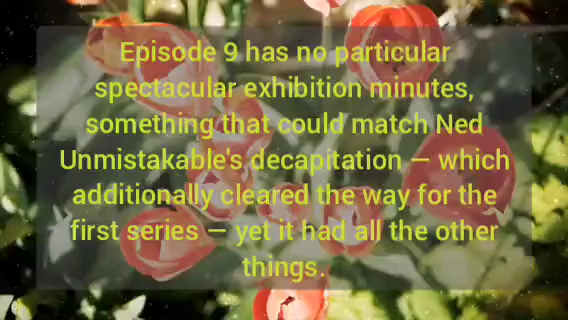 Episode 9 has no particular
spectacular exhibition minutes,
something that could match Ned
Unmistakable's decapitation — which
additionally cleared the way for the
first series — yet it had all the other
things.